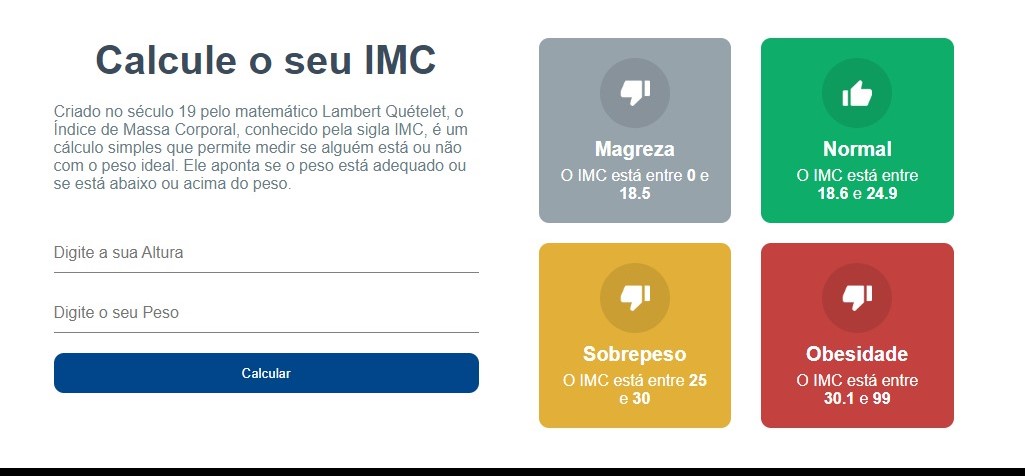 Calcule o seu IMC
Criado no século 19 pelo matemático Lambert Quételet, o
Índice de Massa Corporal, conhecido pela sigla IMC, é um
cálculo simples que permite medir se alguém está ou não
com o peso ideal. Ele aponta se o peso está adequado ou
se está abaixo ou acima do peso.
Digite a sua Altura
Digite o seu Peso
Calcular
Magreza
O IMC está entre 0 e
18.5
Normal
O IMC está entre
18.6 e 24.9
Sobrepeso
O IMC está entre 25
e 30
Obesidade
O IMC está entre
30.1 e 99